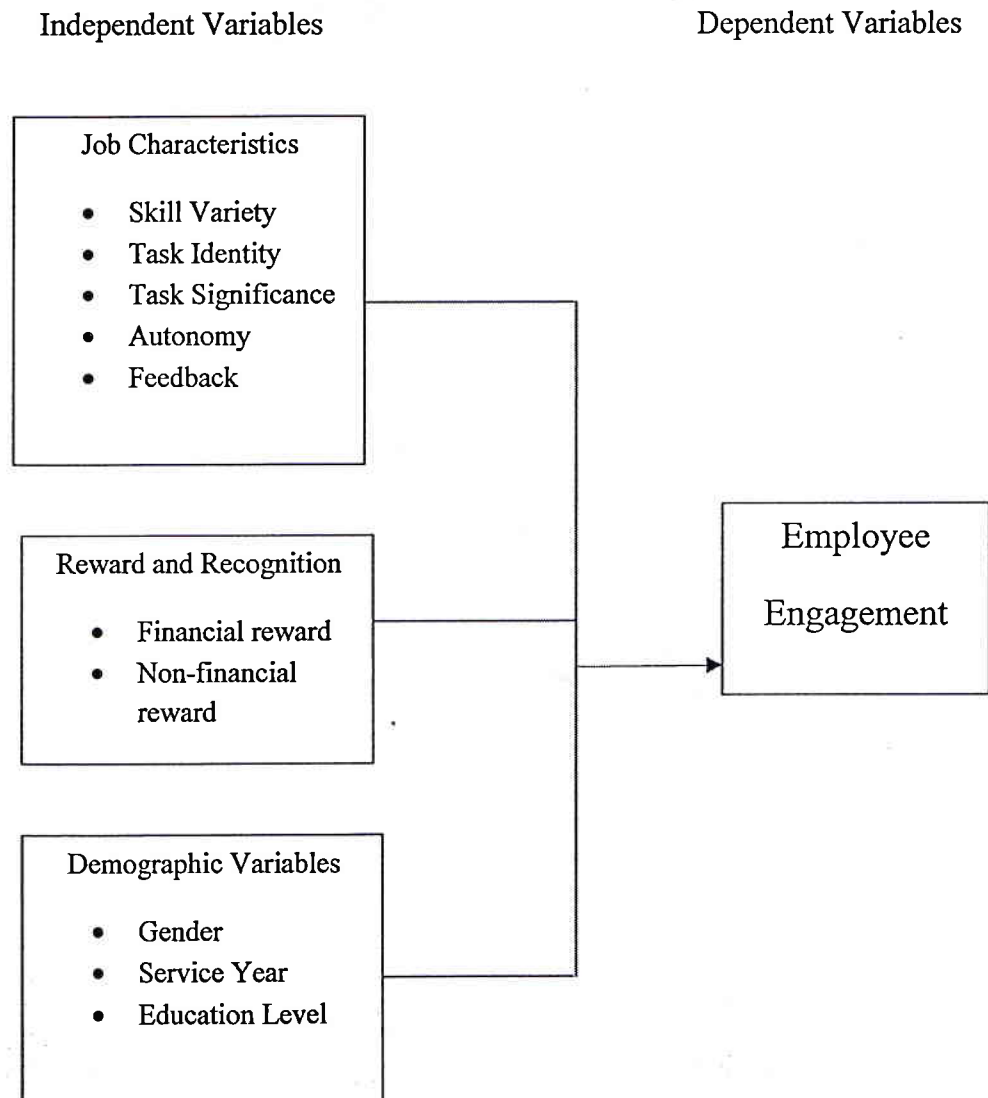 Independent Variables
Dependent Variables
Job Characteristics
• Skill Variety
• Task Identity
• Task Significance
• Autonomy
• Feedback
Reward and Recognition
• Financial reward
• Non-financial
reward
Demographic Variables
• Gender
• Service Year
• Education Level
Employee
Engagement